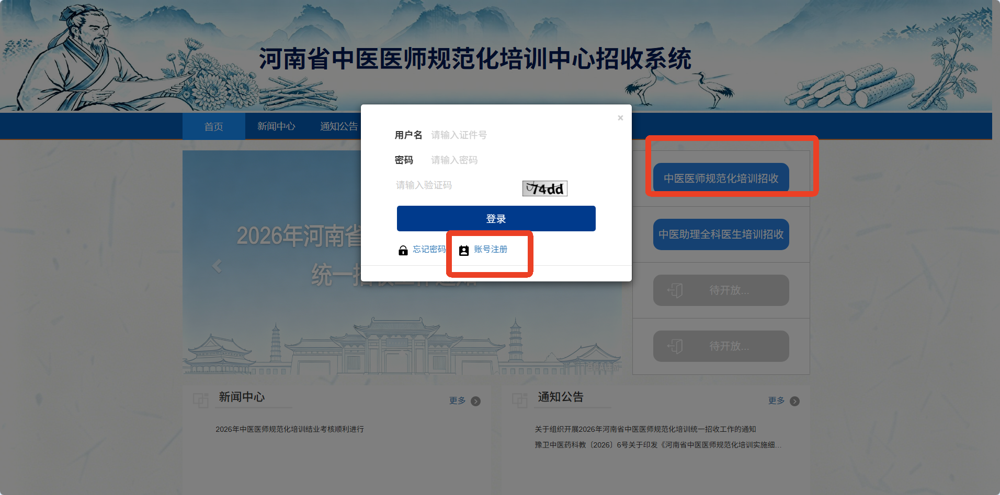 河南省中医医师规范化培训中心招收系统
首页
新闻中心
通知公告
用户名 请输入证件号
密码 请输入密码
请输入验证码
74dd
登录
忘记密码
账号注册
2026年河南省
统一招
中医医师规范化培训招收
中医助理全科医生培训招收
待开放...
待开放...
新闻中心
更多
2026年中医医师规范化培训结业考核顺利进行
通知公告
更多
关于组织开展2026年河南省中医医师规范化培训统一招收工作的通知
豫卫中医药科教〔2026〕6号关于印发《河南省中医医师规范化培训实施细...